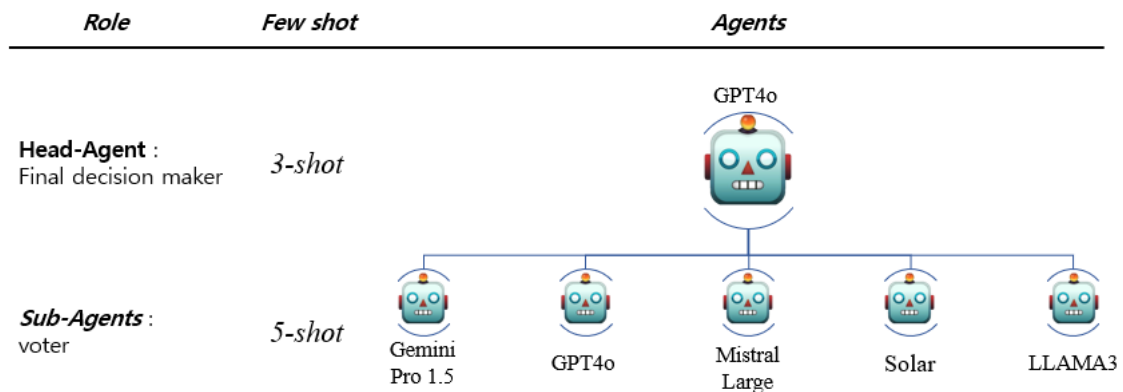 Role Few shot Agents
GPT4o
Head-Agent :
Final decision maker
3-shot
Sub-Agents :
voter
5-shot
Gemini
Pro 1.5
GPT4o
Mistral
Large
Solar
LLAMA3